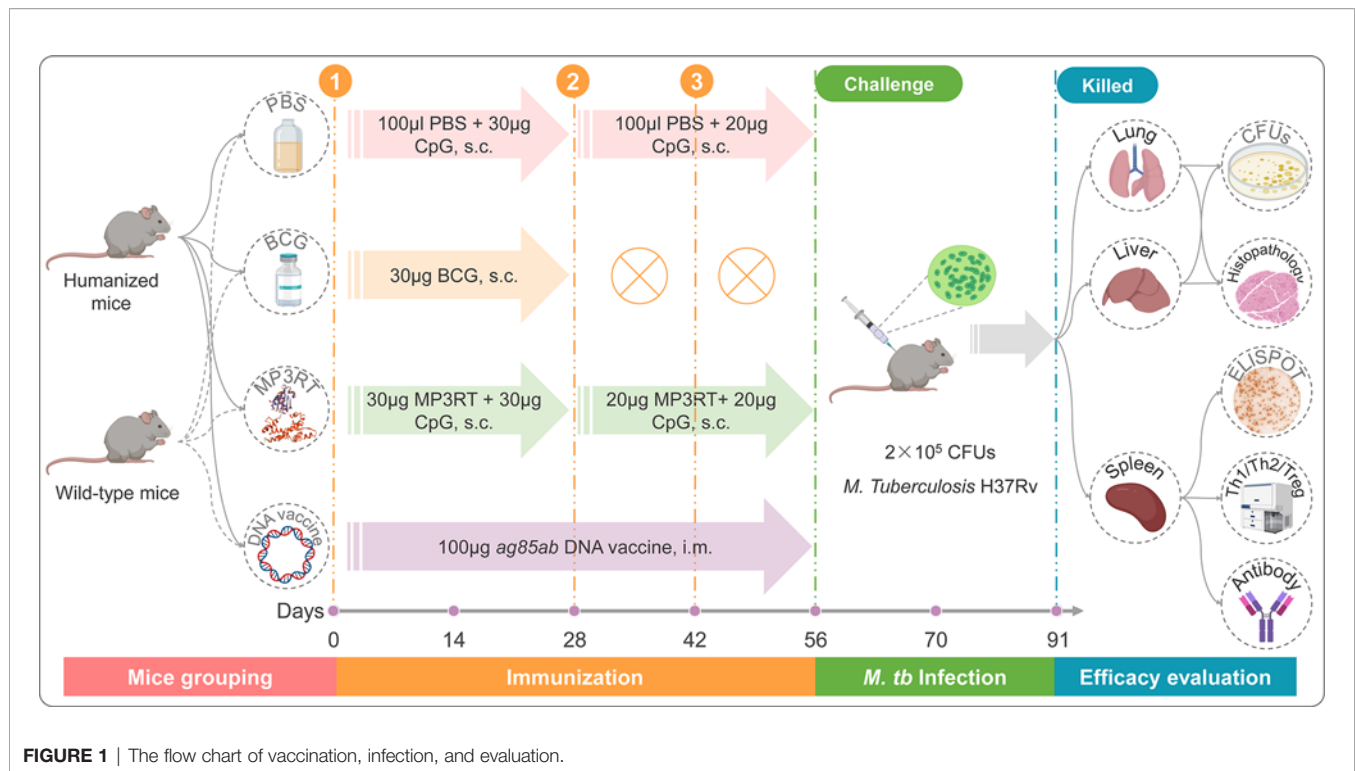 1
2
3
Challenge
Killed
PBS
100µl PBS + 30µg
CpG, s.c.
100µl PBS + 20µg
CpG, s.c.
Lung
CFUs
Humanized
mice
BCG
30µg BCG, s.c.
Liver
Histopathology
MP3RT
30µg MP3RT + 30µg
CpG, s.c.
20µg MP3RT+ 20µg
CpG, s.c.
2×10⁵ CFUs
M. Tuberculosis H37Rv
ELISPOT
Wild-type mice
Spleen
Th1/Th2/Treg
DNA vaccine
100µg ag85ab DNA vaccine, i.m.
Antibody
Days
0 14 28 42 56 70 91
Mice grouping Immunization M. tb Infection Efficacy evaluation
FIGURE 1 | The flow chart of vaccination, infection, and evaluation.